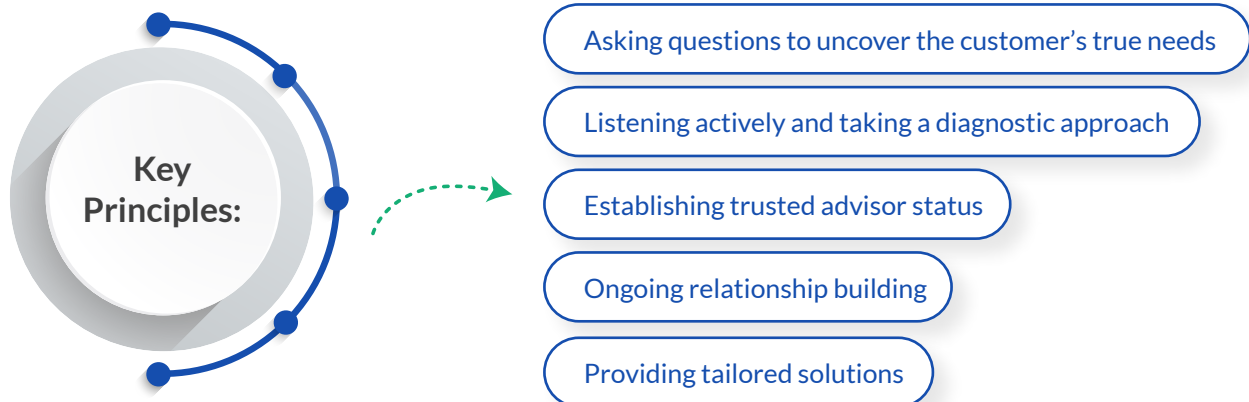 Key
Principles:
Asking questions to uncover the customer’s true needs
Listening actively and taking a diagnostic approach
Establishing trusted advisor status
Ongoing relationship building
Providing tailored solutions